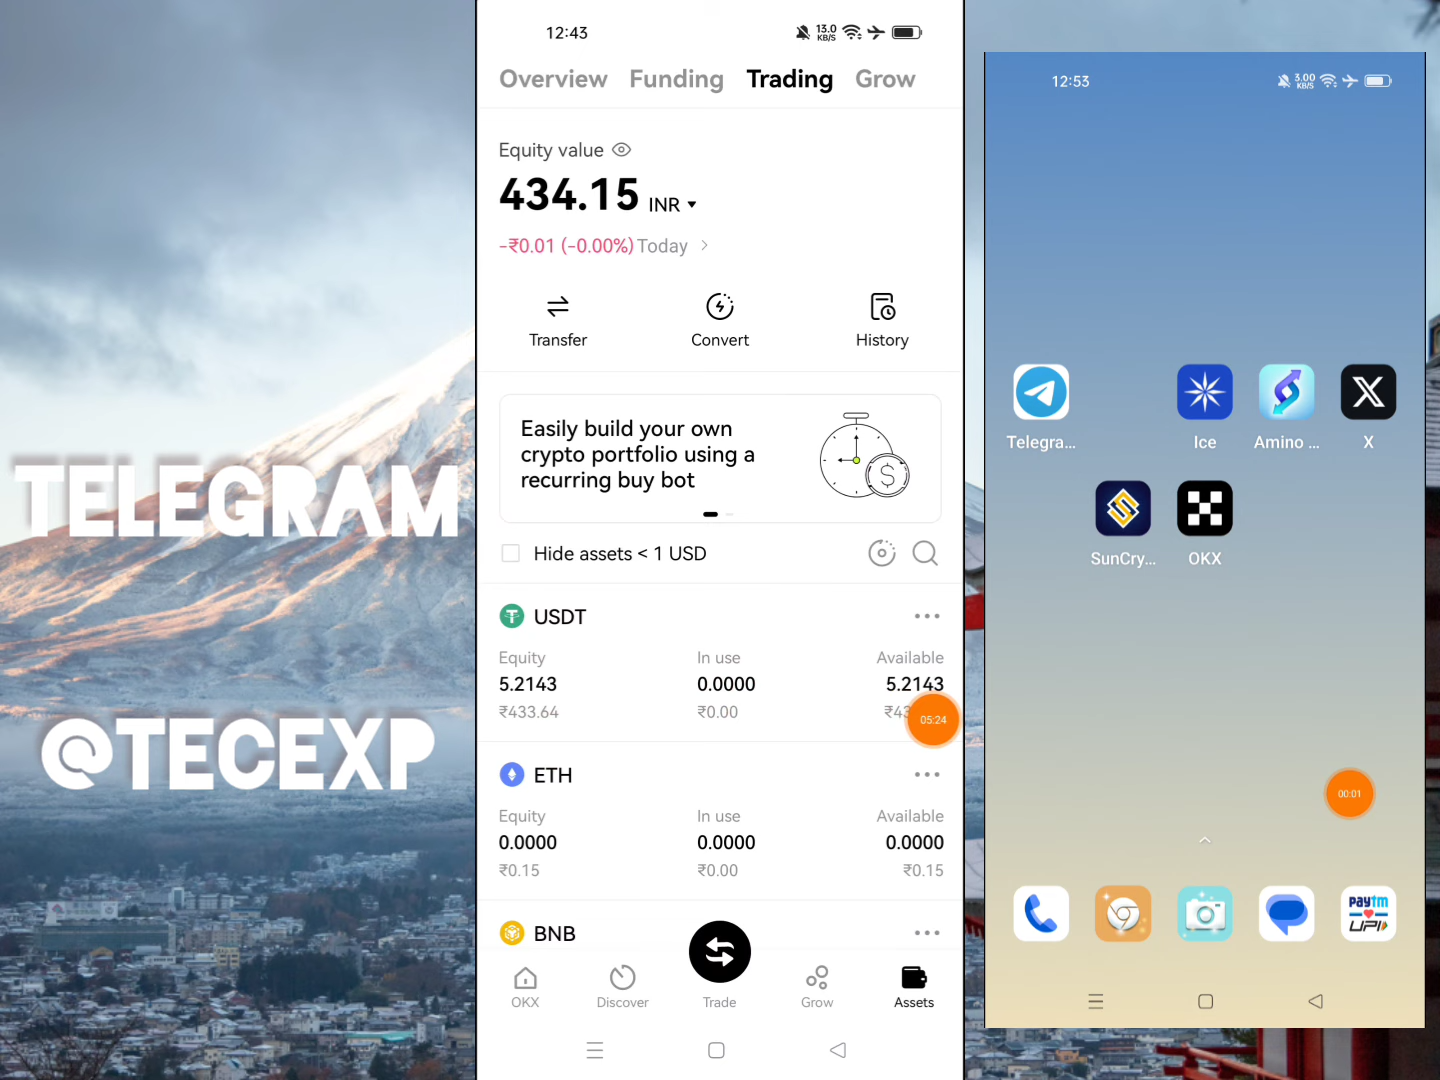 TELEGRAM
@TECEXP
12:43
13.0
KB/S
Overview Funding Trading Grow
Equity value
434.15 INR
-₹0.01 (-0.00%) Today
Transfer Convert History
Easily build your own
crypto portfolio using a
recurring buy bot
Hide assets < 1 USD
USDT
Equity In use Available
5.2143 0.0000 5.2143
₹433.64 ₹0.00 ₹43
05:24
ETH
Equity In use Available
0.0000 0.0000 0.0000
₹0.15 ₹0.00 ₹0.15
BNB
OKX Discover Trade Grow Assets
12:53
3.00
KB/S
Telegra... Ice Amino ... X
SunCry... OKX
00:01
paytm
UPI